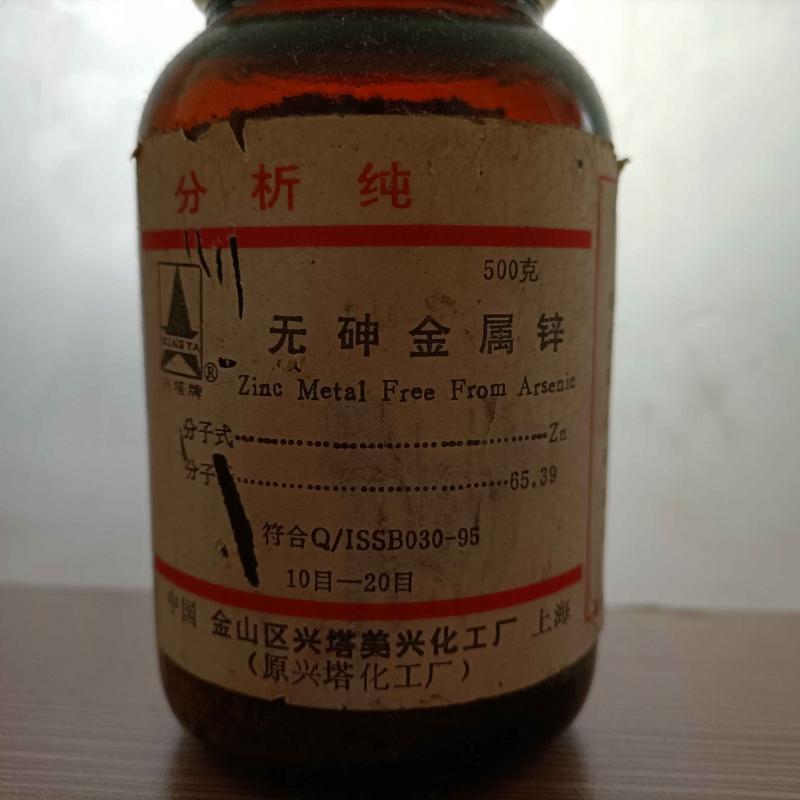 分析纯
500克
XINGTA
®
兴塔牌
无砷金属锌
Zinc Metal Free From Arsenic
分子式……………………Zn
分子……………………65.39
符合Q/ISSB030-95
10目—20目
中国 金山区兴塔美兴化工厂 上海
(原兴塔化工厂)